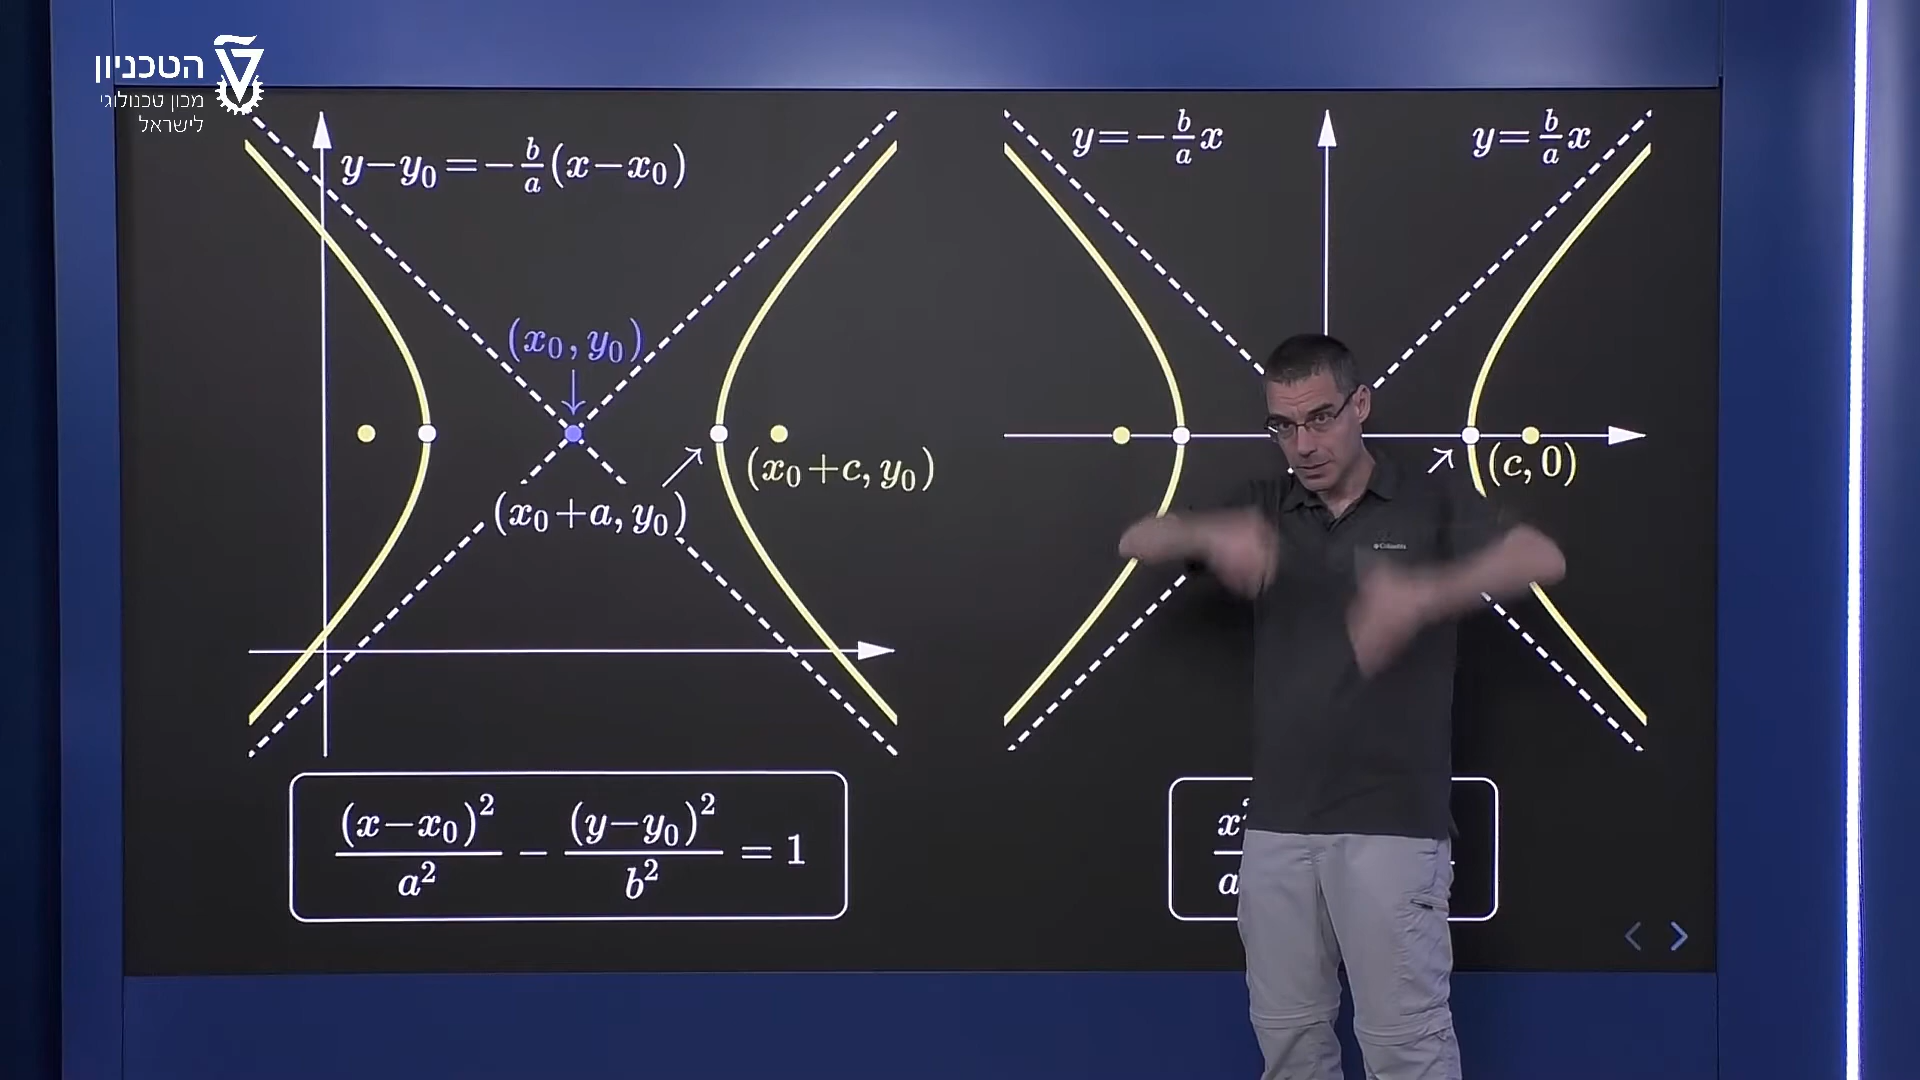 הטכניון
מכון טכנולוגי
לישראל
y−y₀=−b/a(x−x₀)
(x₀,y₀)
(x₀+a,y₀)
(x₀+c,y₀)
(x−x₀)²/a² − (y−y₀)²/b² = 1
y=−b/a x
y=b/a x
(c,0)
Columbia